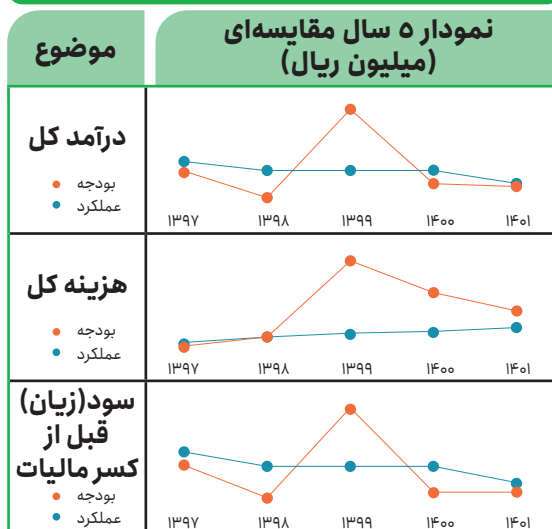 موضوع
نمودار ۵ سال مقایسه‌ای
(میلیون ریال)
درآمد کل
بودجه
عملکرد
۱۳۹۷ ۱۳۹۸ ۱۳۹۹ ۱۴۰۰ ۱۴۰۱
هزینه کل
بودجه
عملکرد
۱۳۹۷ ۱۳۹۸ ۱۳۹۹ ۱۴۰۰ ۱۴۰۱
سود(زیان)
قبل از
کسر مالیات
بودجه
عملکرد
۱۳۹۷ ۱۳۹۸ ۱۳۹۹ ۱۴۰۰ ۱۴۰۱